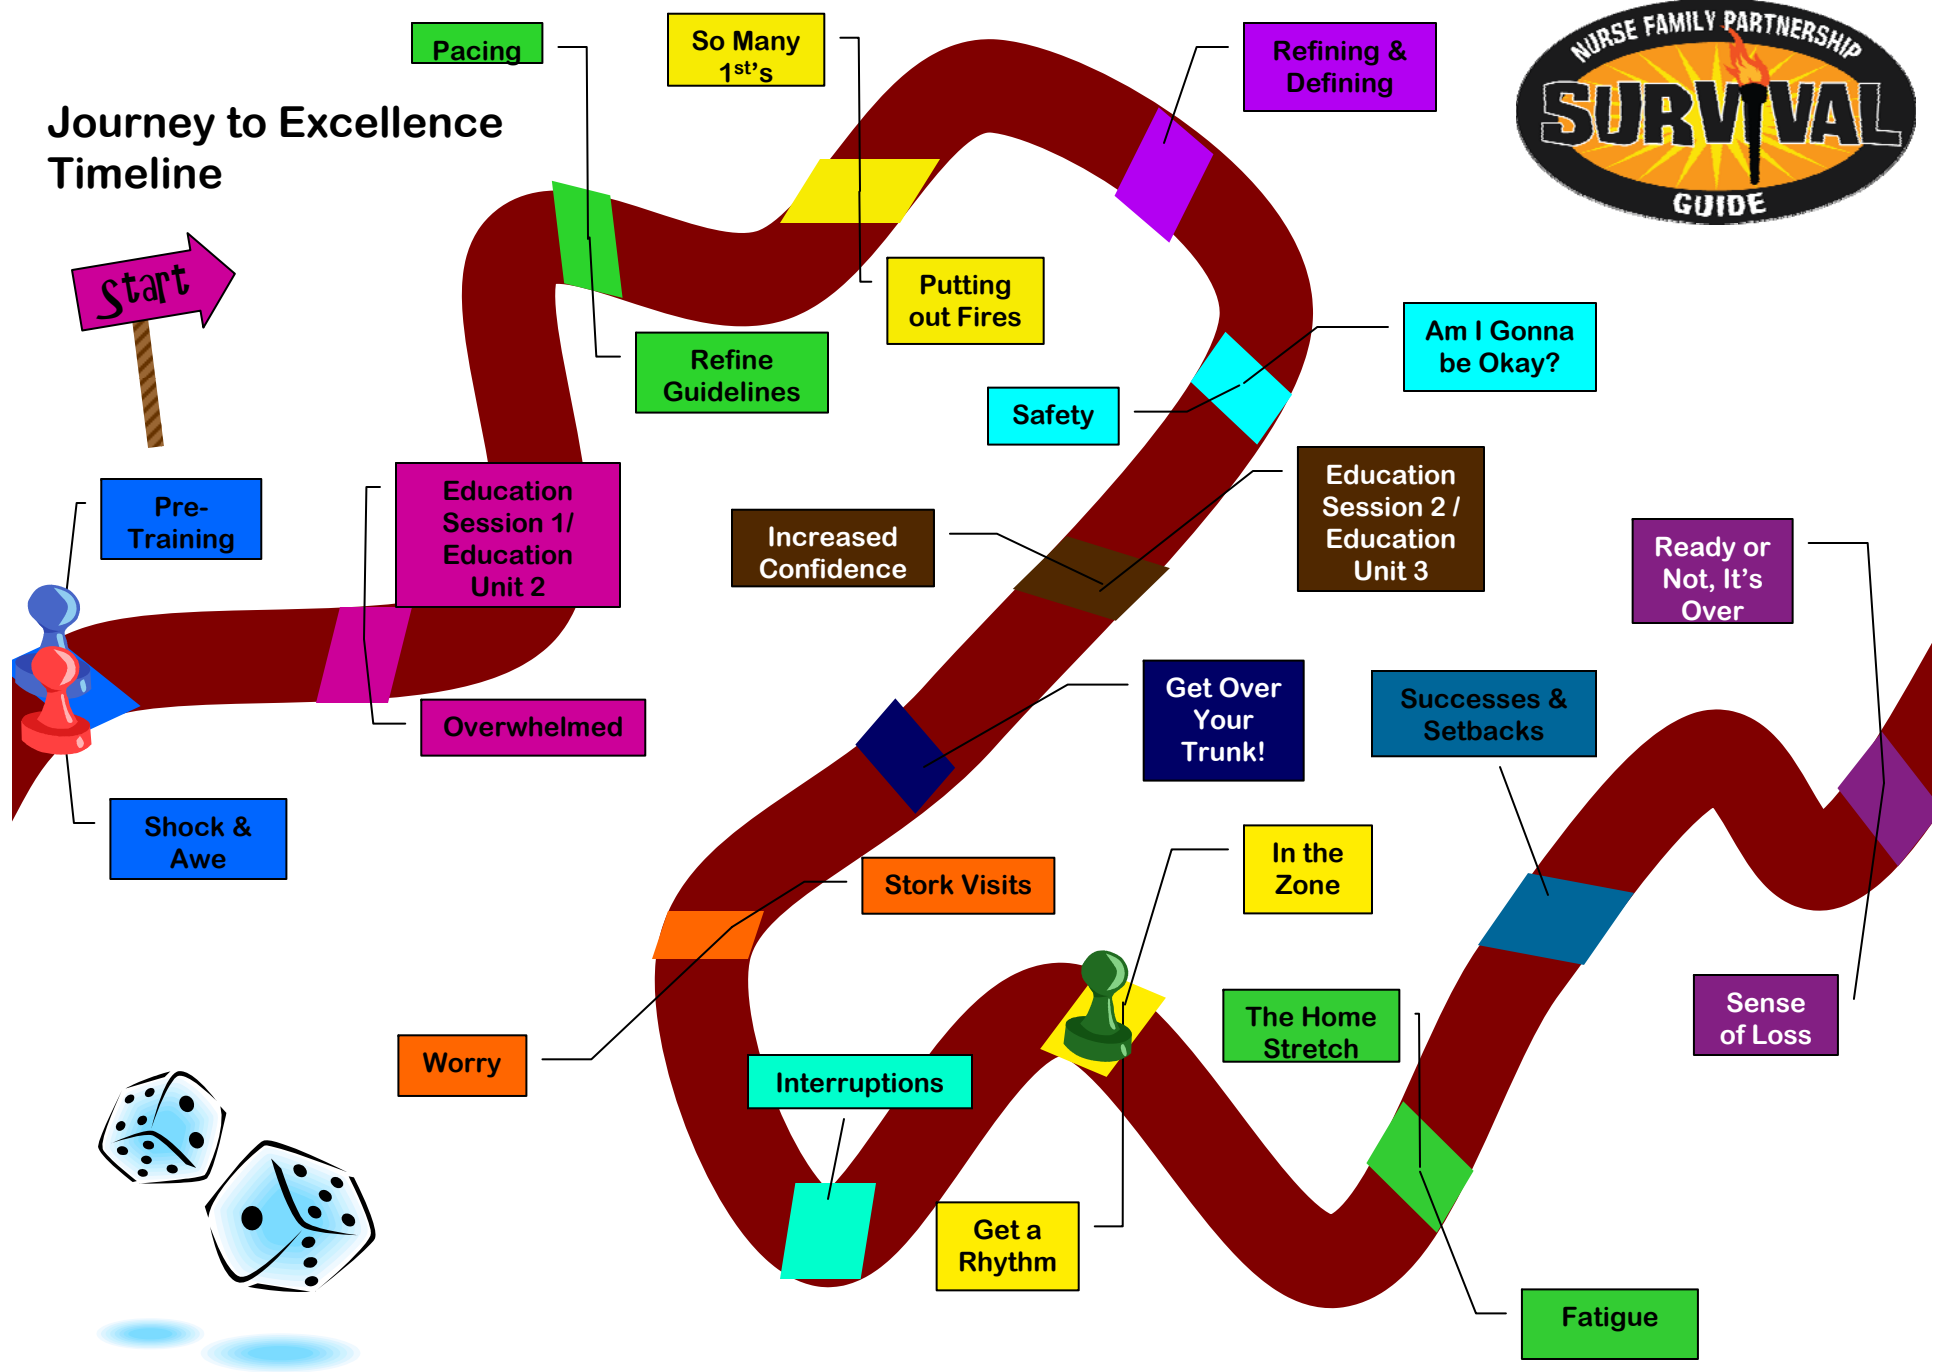 Journey to Excellence
Timeline
NURSE FAMILY PARTNERSHIP
SURVIVAL
GUIDE
Start
Pre-
Training
Shock &
Awe
Education
Session 1/
Education
Unit 2
Overwhelmed
Pacing
Refine
Guidelines
So Many
1st's
Putting
out Fires
Refining &
Defining
Am I Gonna
be Okay?
Safety
Education
Session 2 /
Education
Unit 3
Increased
Confidence
Get Over
Your
Trunk!
Stork Visits
Worry
Interruptions
In the
Zone
Get a
Rhythm
The Home
Stretch
Fatigue
Successes &
Setbacks
Ready or
Not, It's
Over
Sense
of Loss